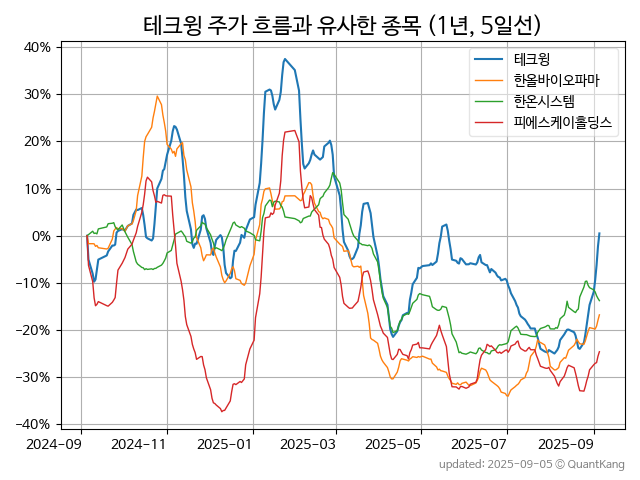 테크윙 주가 흐름과 유사한 종목 (1년, 5일선)
40%
30%
20%
10%
0%
−10%
−20%
−30%
−40%
테크윙
한올바이오파마
한온시스템
피에스케이홀딩스
2024-09
2024-11
2025-01
2025-03
2025-05
2025-07
2025-09
updated: 2025-09-05 © QuantKang